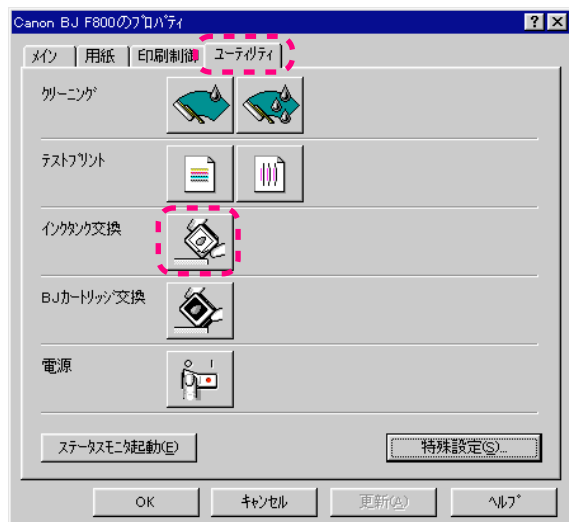 Canon BJ F800のﾌﾟﾛﾊﾟﾃｨ
ﾒｲﾝ 用紙 印刷制御 ﾕｰﾃｨﾘﾃｨ
ｸﾘｰﾆﾝｸﾞ
ﾃｽﾄﾌﾟﾘﾝﾄ
ｲﾝｸﾀﾝｸ交換
BJｶｰﾄﾘｯｼﾞ交換
電源
ｽﾃｰﾀｽﾓﾆﾀ起動(E) 特殊設定(S)...
OK ｷｬﾝｾﾙ 更新(A) ﾍﾙﾌﾟ